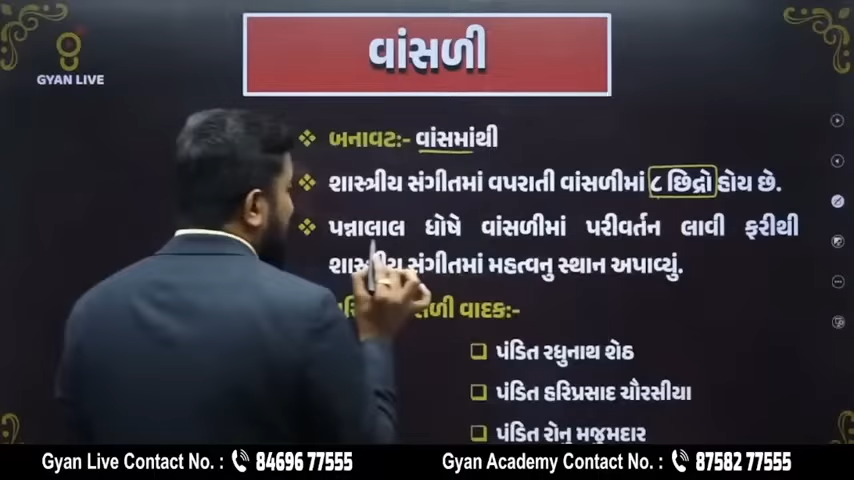 GYAN LIVE
વાંસળી
બનાવટ:- વાંસમાંથી
શાસ્ત્રીય સંગીતમાં વપરાતી વાંસળીમાં ૮ છિદ્રો હોય છે.
પન્નાલાલ ઘોષે વાંસળીમાં પરીવર્તન લાવી ફરીથી
શાસ્ત્રીય સંગીતમાં મહત્વનુ સ્થાન અપાવ્યું.
વાદક:-
પંડિત રઘુનાથ શેઠ
પંડિત હરિપ્રસાદ ચૌરસીયા
પંડિત રોનુ મજુમદાર
Gyan Live Contact No. : 84696 77555
Gyan Academy Contact No. : 87582 77555